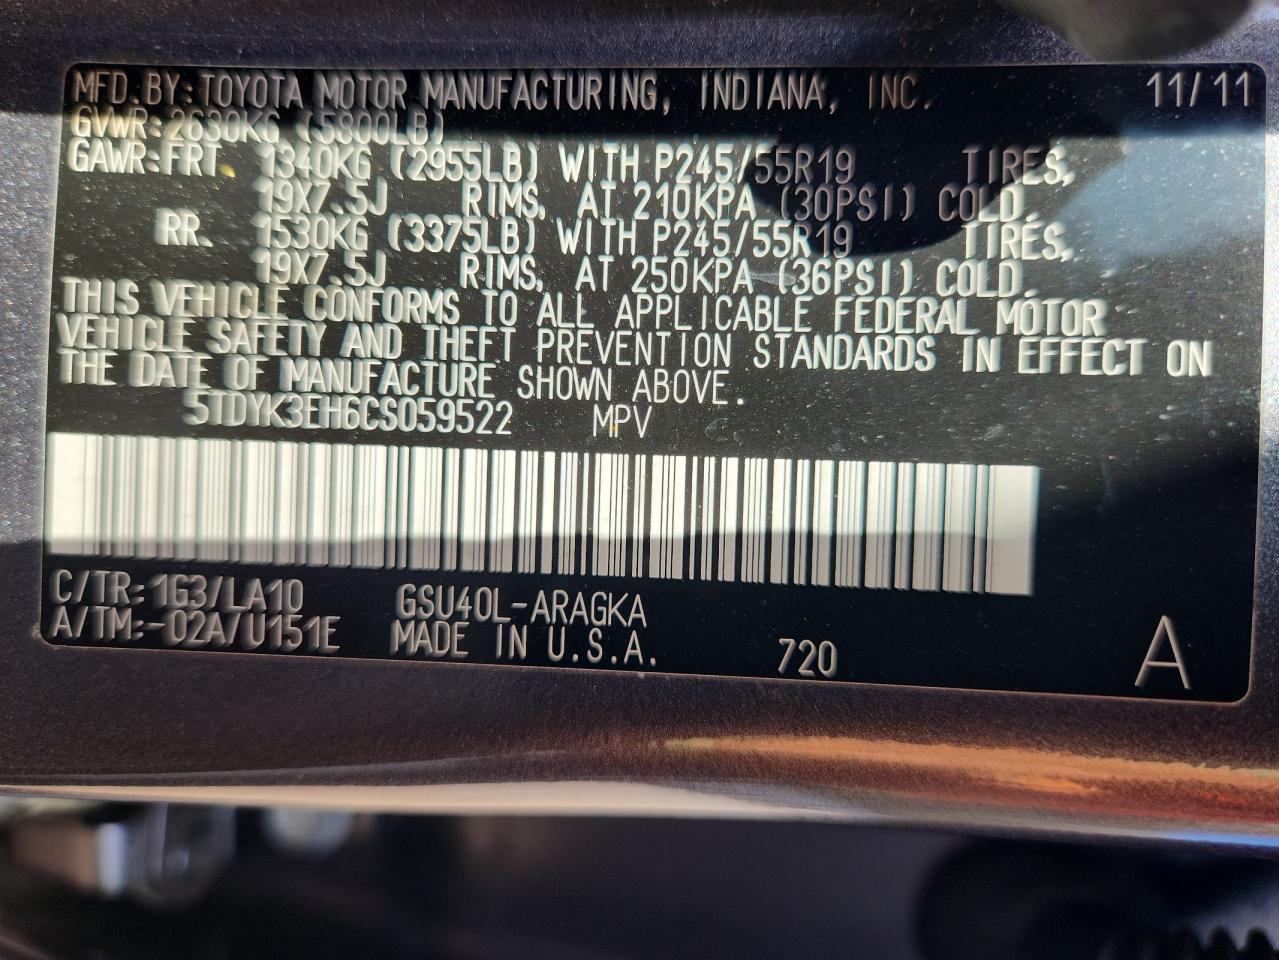 MFD.BY:TOYOTA MOTOR MANUFACTURING, INDIANA, INC. 11/11
GVWR:2630KG (5800LB)
GAWR:FRT 1340KG (2955LB) WITH P245/55R19 TIRES,
19X7.5J RIMS, AT 210KPA (30PSI) COLD.
RR. 1530KG (3375LB) WITH P245/55R19 TIRES,
19X7.5J RIMS, AT 250KPA (36PSI) COLD.
THIS VEHICLE CONFORMS TO ALL APPLICABLE FEDERAL MOTOR
VEHICLE SAFETY AND THEFT PREVENTION STANDARDS IN EFFECT ON
THE DATE OF MANUFACTURE SHOWN ABOVE.
5TDYK3EH6CS059522 MPV
C/TR:1G3/LA10 GSU40L-ARAGKA
A/TM:-02A/U151E MADE IN U.S.A. 720 A